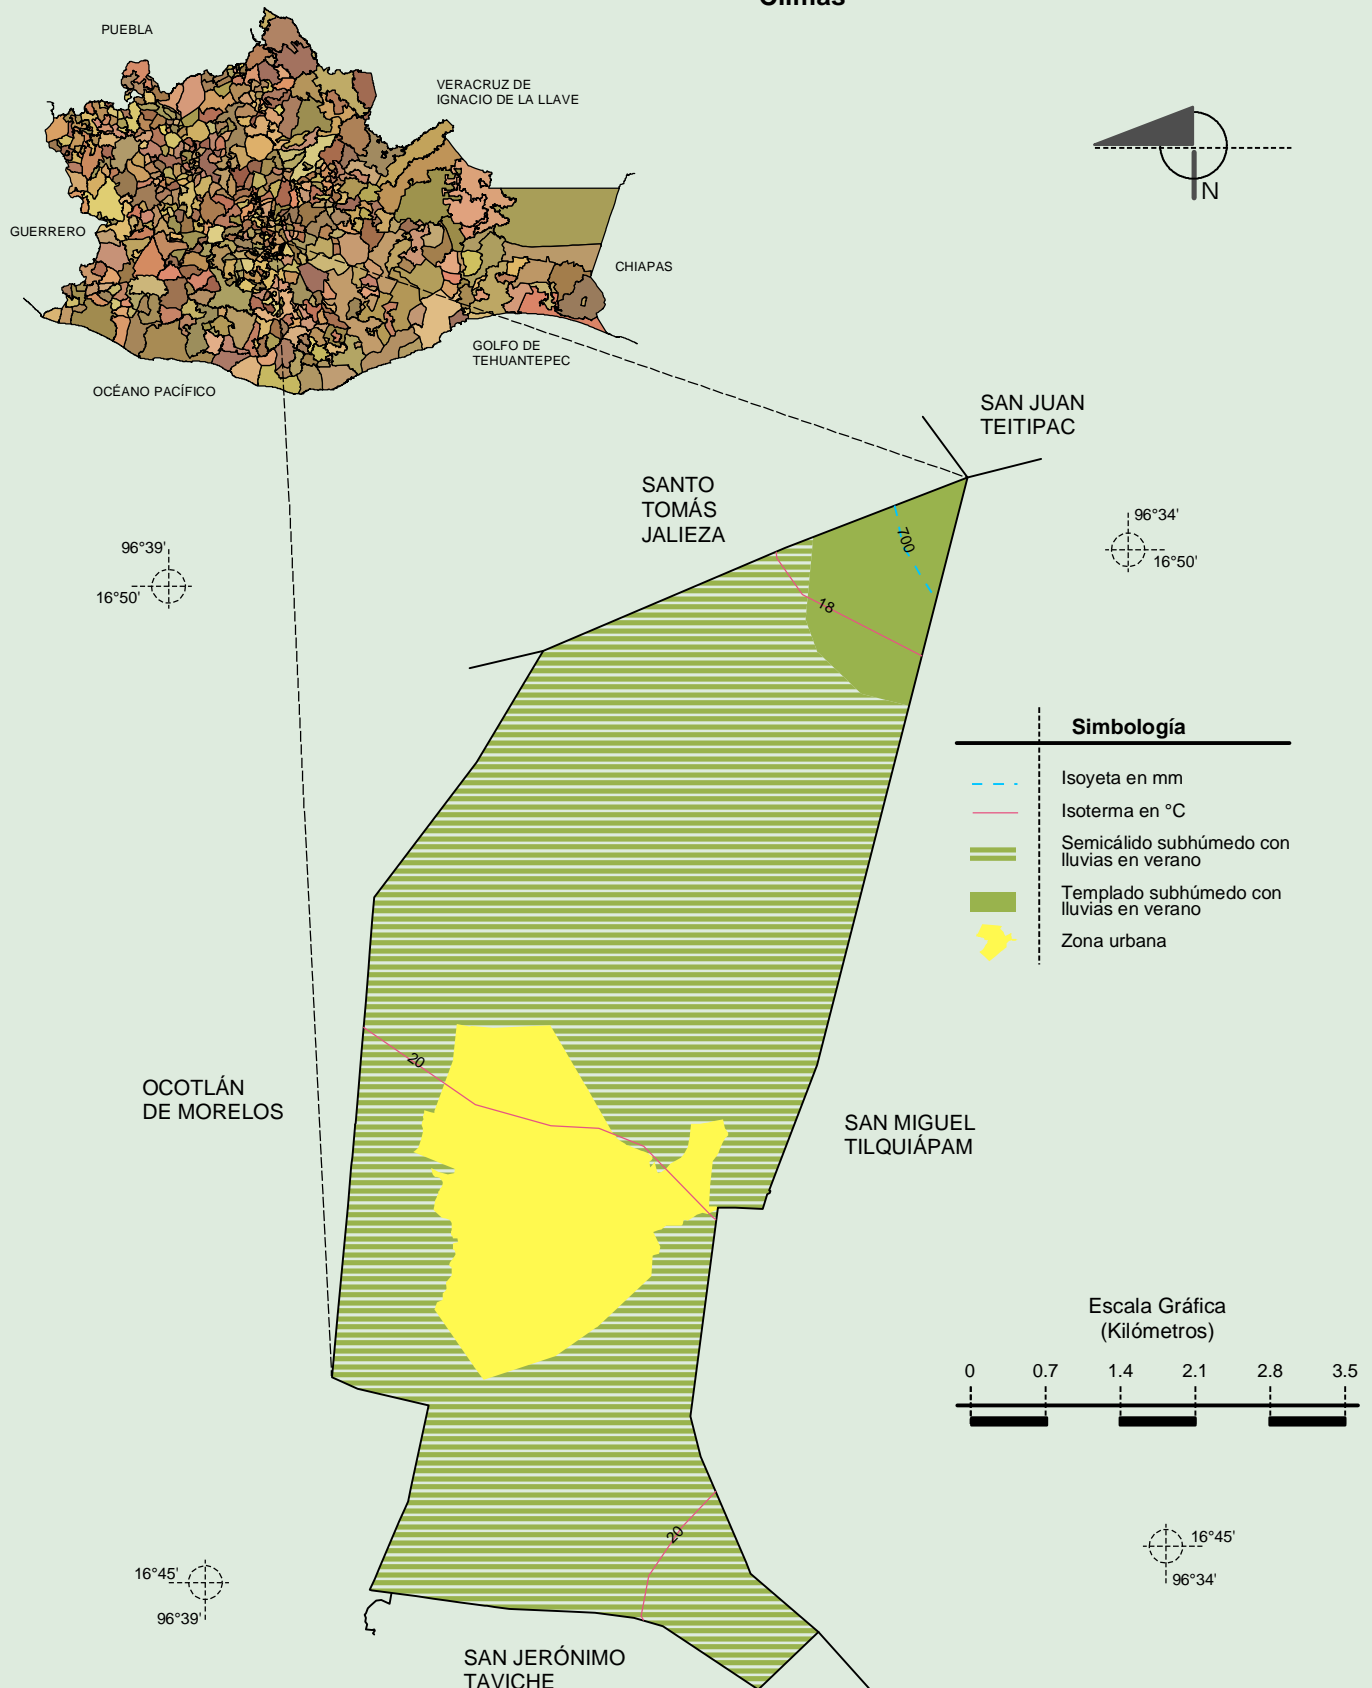 Climas
PUEBLA
VERACRUZ DE
IGNACIO DE LA LLAVE
GUERRERO
CHIAPAS
GOLFO DE
TEHUANTEPEC
OCÉANO PACÍFICO
N
SAN JUAN
TEITIPAC
SANTO
TOMÁS
JALIEZA
96°39'
16°50'
96°34'
16°50'
700
18
Simbología
Isoyeta en mm
Isoterma en °C
Semicálido subhúmedo con
lluvias en verano
Templado subhúmedo con
lluvias en verano
Zona urbana
20
OCOTLÁN
DE MORELOS
SAN MIGUEL
TILQUIÁPAM
Escala Gráfica
(Kilómetros)
0 0.7 1.4 2.1 2.8 3.5
20
16°45'
96°39'
16°45'
96°34'
SAN JERÓNIMO
TAVICHE